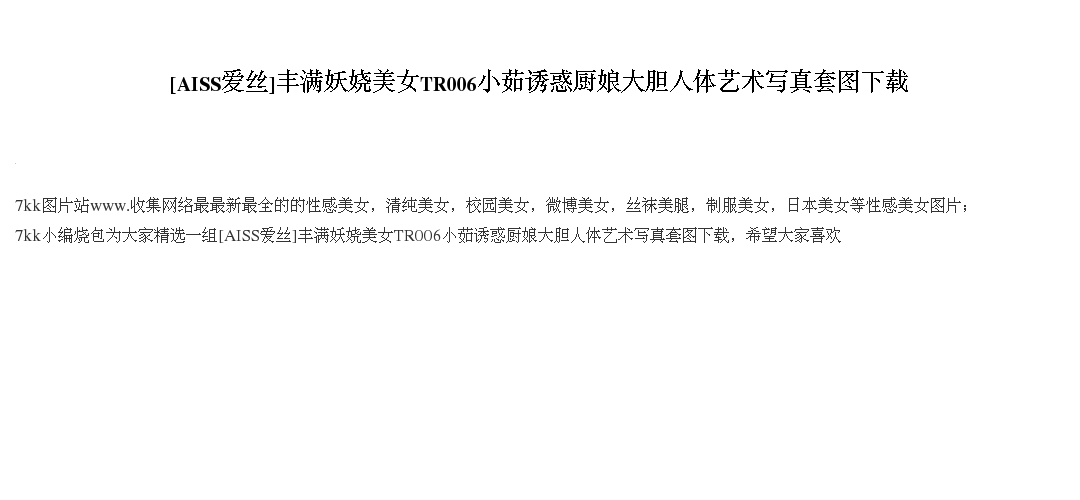 [AISS爱丝]丰满妖娆美女TR006小茹诱惑厨娘大胆人体艺术写真套图下载
7kk图片站www.收集网络最最新最全的的性感美女，清纯美女，校园美女，微博美女，丝袜美腿，制服美女，日本美女等性感美女图片；
7kk小编烧包为大家精选一组[AISS爱丝]丰满妖娆美女TR006小茹诱惑厨娘大胆人体艺术写真套图下载，希望大家喜欢